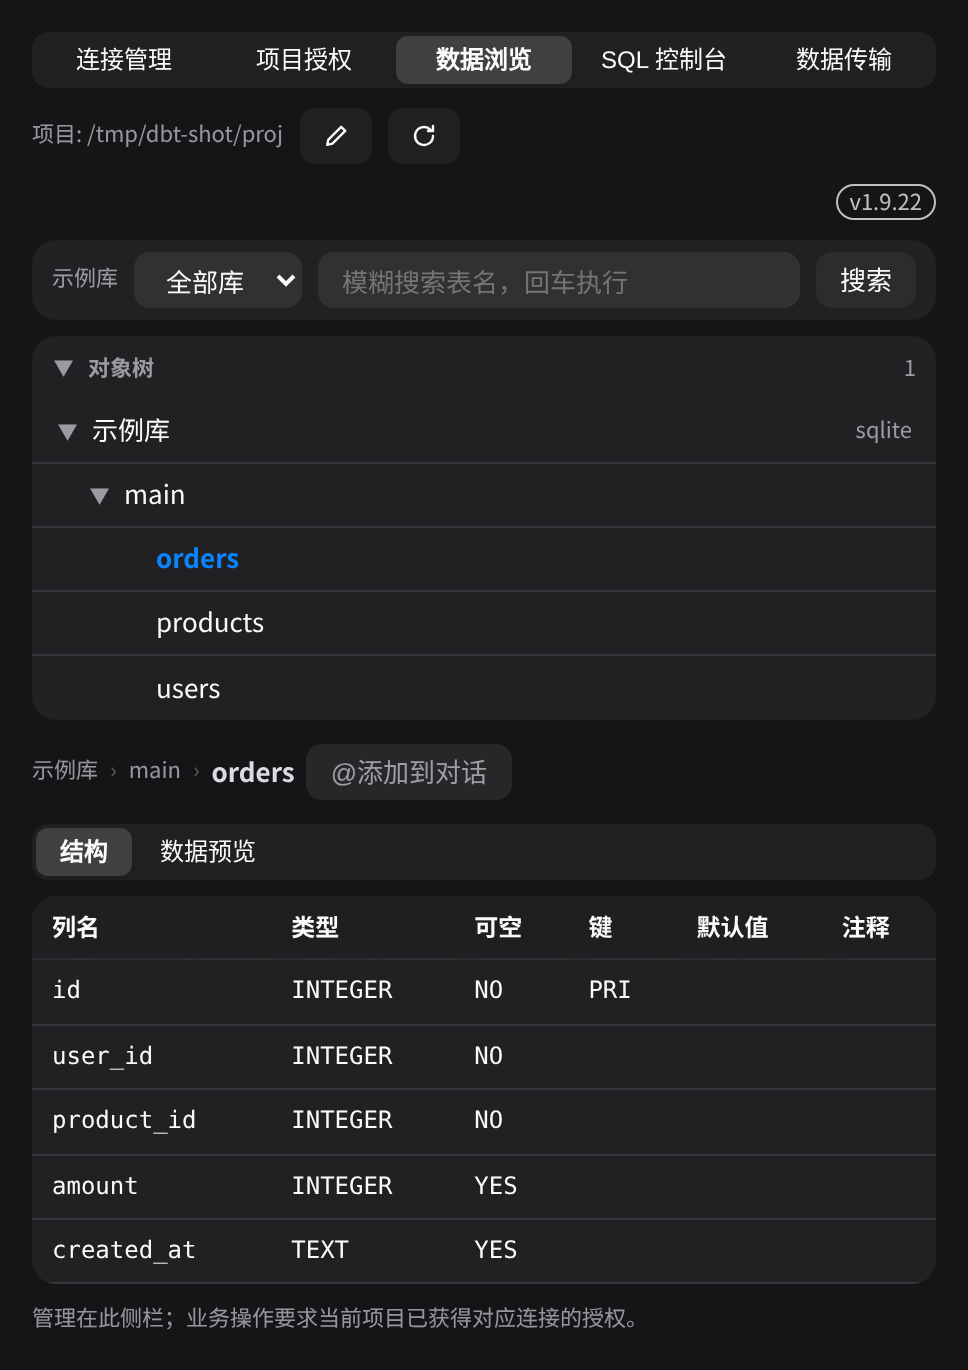 连接管理 项目授权 数据浏览 SQL 控制台 数据传输
项目: /tmp/dbt-shot/proj
v1.9.22
示例库 全部库 模糊搜索表名，回车执行 搜索
▼ 对象树 1
▼ 示例库 sqlite
▼ main
orders
products
users
示例库 › main › orders @添加到对话
结构 数据预览
列名 类型 可空 键 默认值 注释
id INTEGER NO PRI
user_id INTEGER NO
product_id INTEGER NO
amount INTEGER YES
created_at TEXT YES
管理在此侧栏；业务操作要求当前项目已获得对应连接的授权。